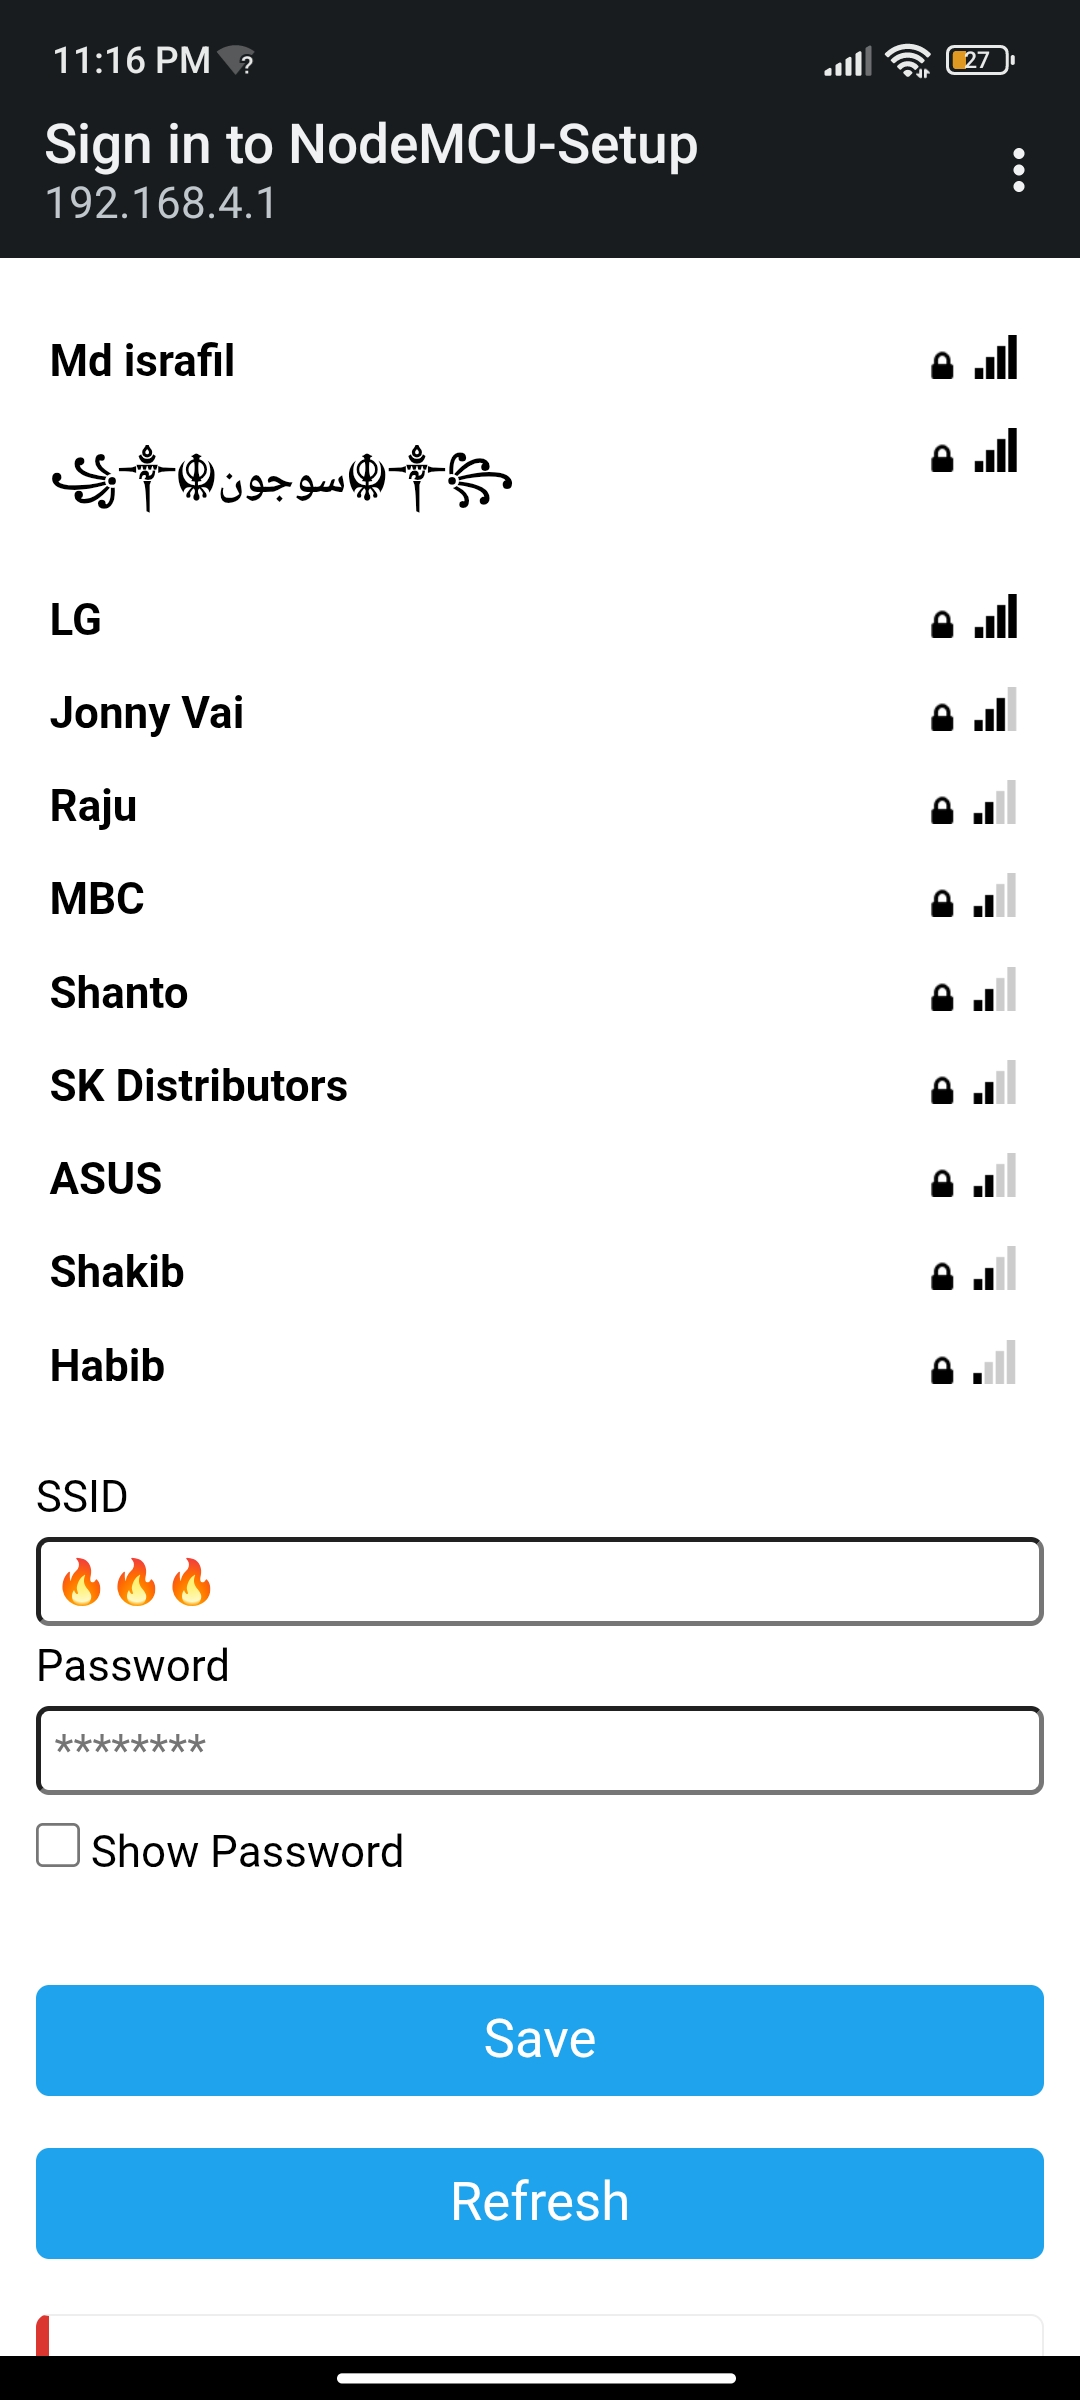 11:16 PM
27
Sign in to NodeMCU-Setup
192.168.4.1
Md israfil
꧁༒☬سوجون☬༒꧂
LG
Jonny Vai
Raju
MBC
Shanto
SK Distributors
ASUS
Shakib
Habib
SSID
🔥🔥🔥
Password
********
Show Password
Save
Refresh